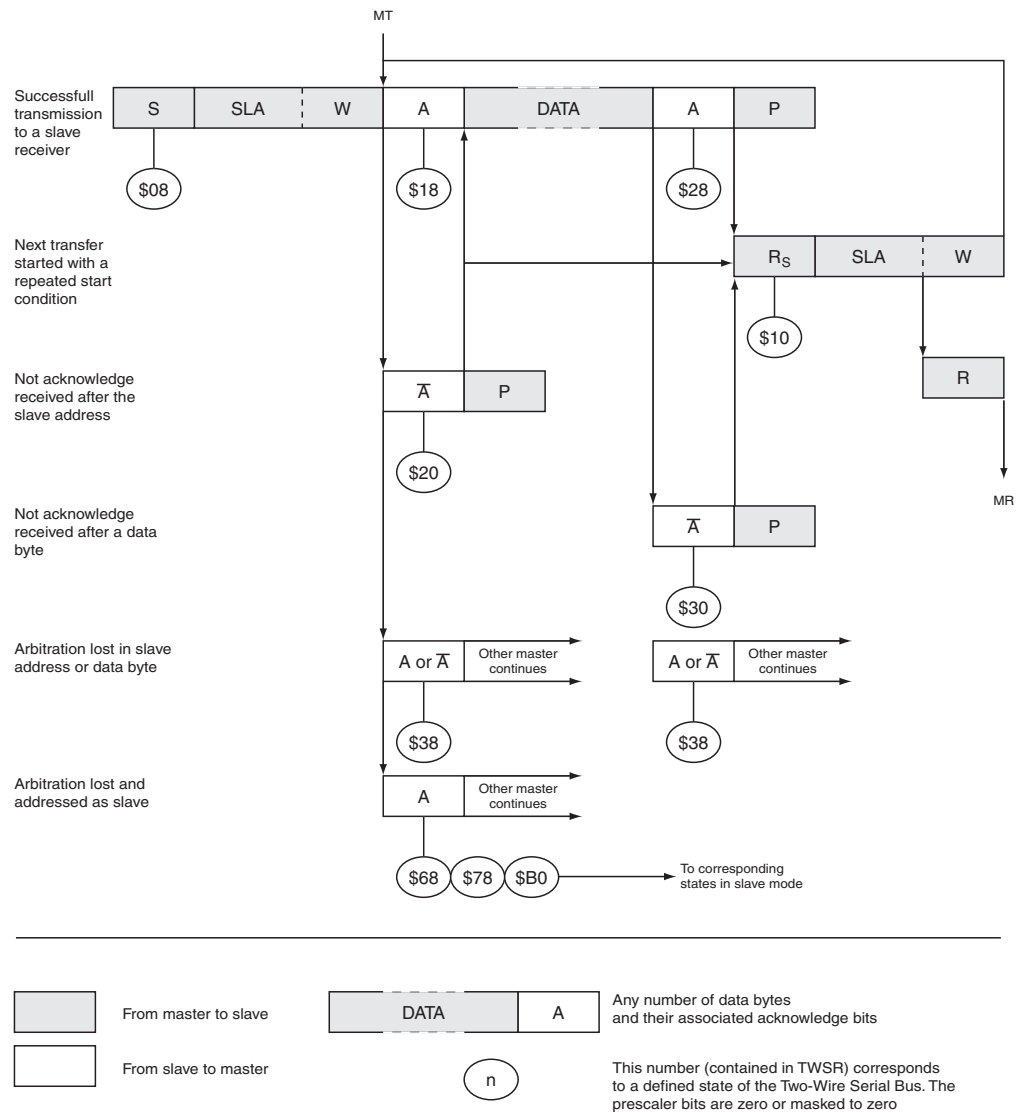 MT
Successfull
transmission
to a slave
receiver
S SLA W A DATA A P
$08 $18 $28
Next transfer
started with a
repeated start
condition
RS SLA W
$10
Not acknowledge
received after the
slave address
A̅ P
R
$20
MR
Not acknowledge
received after a data
byte
A̅ P
$30
Arbitration lost in slave
address or data byte
A or A̅
Other master
continues
A or A̅
Other master
continues
$38 $38
Arbitration lost and
addressed as slave
A
Other master
continues
$68 $78 $B0
To corresponding
states in slave mode
From master to slave
DATA A
Any number of data bytes
and their associated acknowledge bits
From slave to master
n
This number (contained in TWSR) corresponds
to a defined state of the Two-Wire Serial Bus. The
prescaler bits are zero or masked to zero